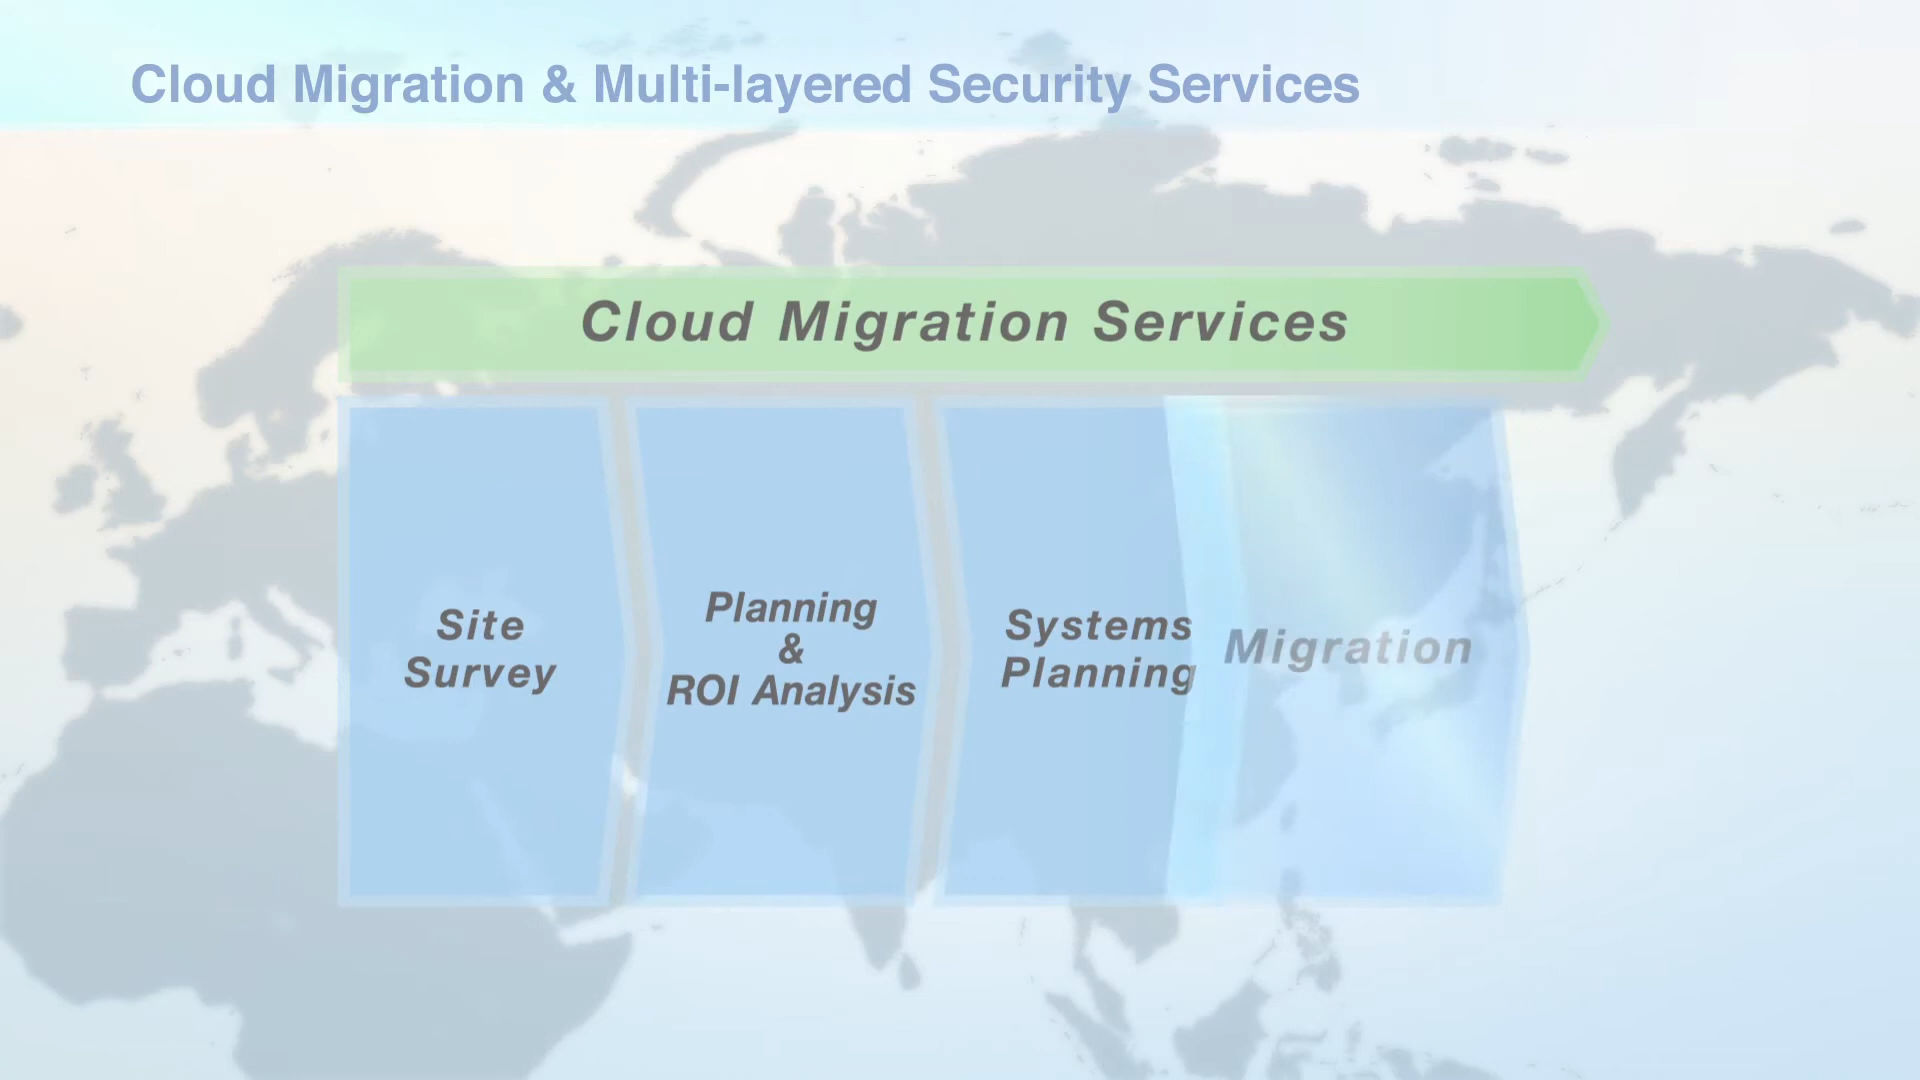 Cloud Migration & Multi-layered Security Services
Cloud Migration Services
Site
Survey
Planning
&
ROI Analysis
Systems
Planning
Migration